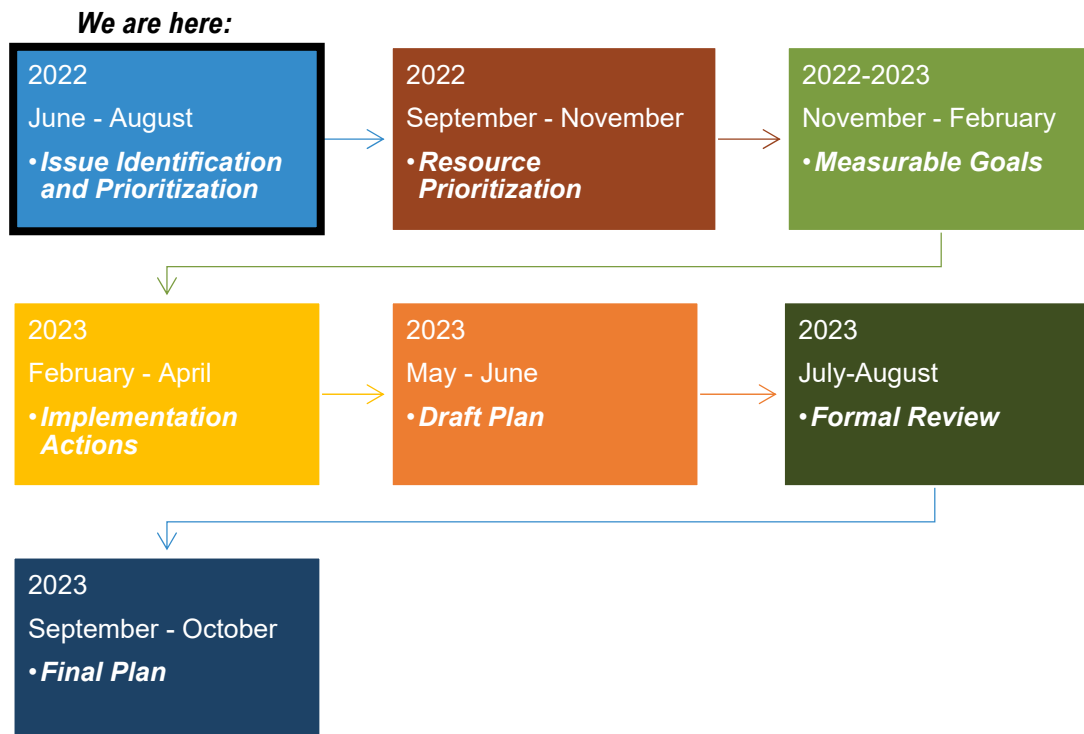 We are here:
2022
June - August
• Issue Identification
and Prioritization
2022
September - November
• Resource
Prioritization
2022-2023
November - February
• Measurable Goals
2023
February - April
• Implementation
Actions
2023
May - June
• Draft Plan
2023
July-August
• Formal Review
2023
September - October
• Final Plan